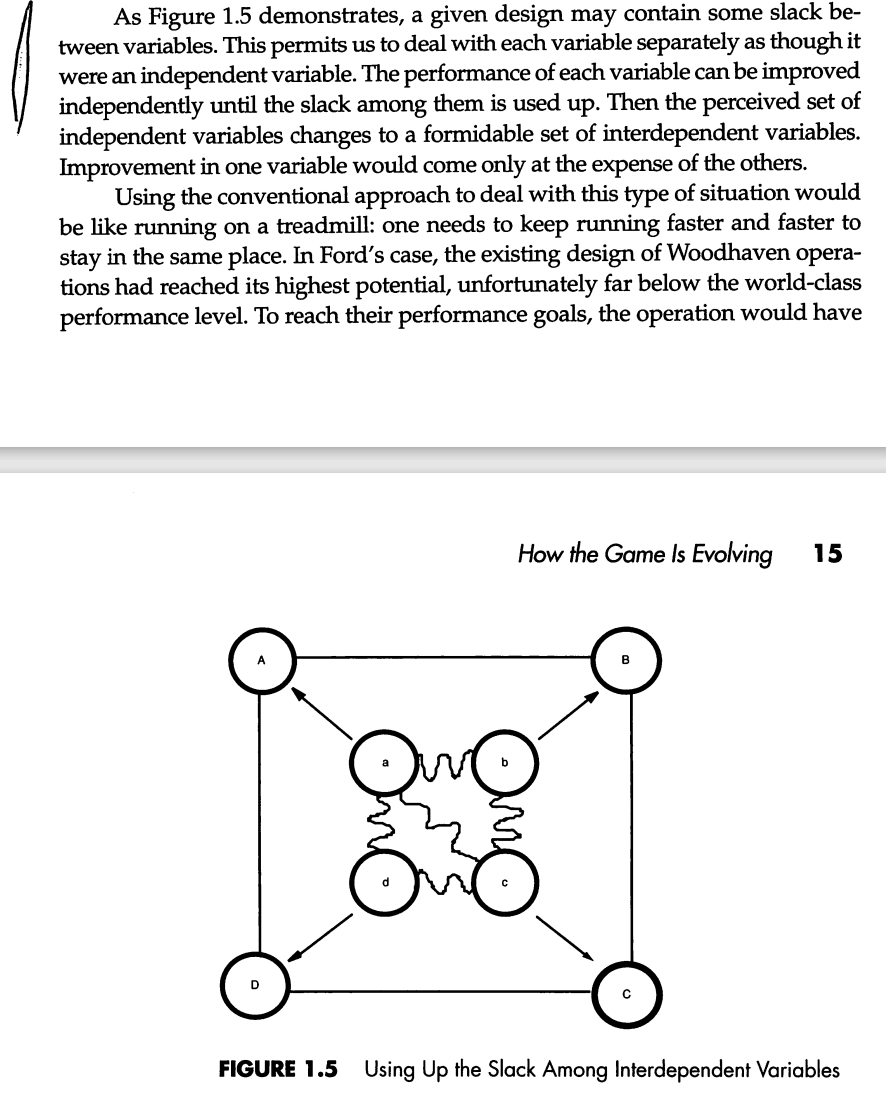 As Figure 1.5 demonstrates, a given design may contain some slack be-
tween variables. This permits us to deal with each variable separately as though it
were an independent variable. The performance of each variable can be improved
independently until the slack among them is used up. Then the perceived set of
independent variables changes to a formidable set of interdependent variables.
Improvement in one variable would come only at the expense of the others.
Using the conventional approach to deal with this type of situation would
be like running on a treadmill: one needs to keep running faster and faster to
stay in the same place. In Ford's case, the existing design of Woodhaven opera-
tions had reached its highest potential, unfortunately far below the world-class
performance level. To reach their performance goals, the operation would have
How the Game Is Evolving 15
A B
a b
d c
D C
FIGURE 1.5 Using Up the Slack Among Interdependent Variables